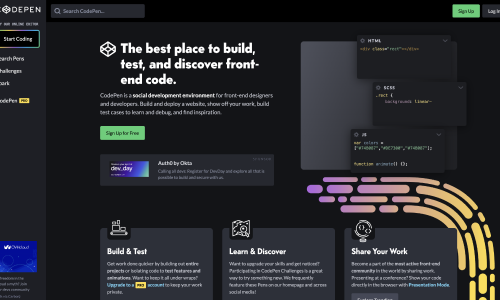 CODEPEN
Search CodePen...
Sign Up
Log In
TRY OUR ONLINE EDITOR
Start Coding
Search Pens
Challenges
Spark
CodePen PRO
The best place to build,
test, and discover front-
end code.
CodePen is a social development environment for front-end designers
and developers. Build and deploy a website, show off your work, build
test cases to learn and debug, and find inspiration.
Sign Up for Free
dev_day
Auth0 by Okta
Calling all devs: Register for DevDay and explore all that is
possible to build and secure with us.
HTML
<div class="rect"></div>
SCSS
.rect {
background: linear-
JS
var colors =
function animate() {};
Build & Test
Get work done quicker by building out entire
projects or isolating code to test features and
animations. Want to keep it all under wraps?
Upgrade to a PRO account to keep your work
private.
Learn & Discover
Want to upgrade your skills and get noticed?
Participating in CodePen Challenges is a great
way to try something new. We frequently
feature these Pens on our homepage and across
social media!
Share Your Work
Become a part of the most active front-end
community in the world by sharing work.
Presenting at a conference? Show your code
directly in the browser with Presentation Mode.